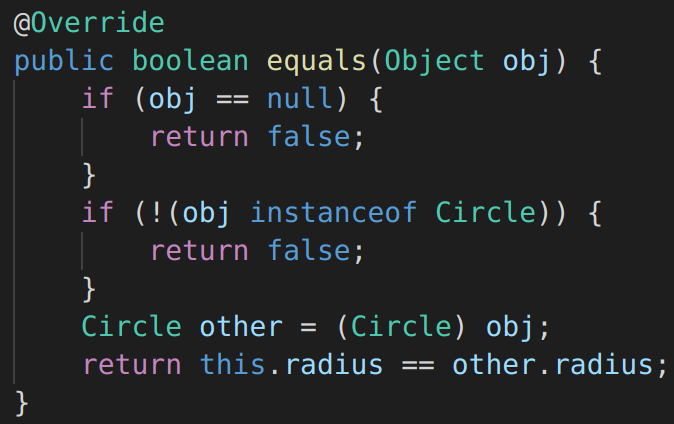 @Override
public boolean equals(Object obj) {
    if (obj == null) {
        return false;
    }
    if (!(obj instanceof Circle)) {
        return false;
    }
    Circle other = (Circle) obj;
    return this.radius == other.radius;
}